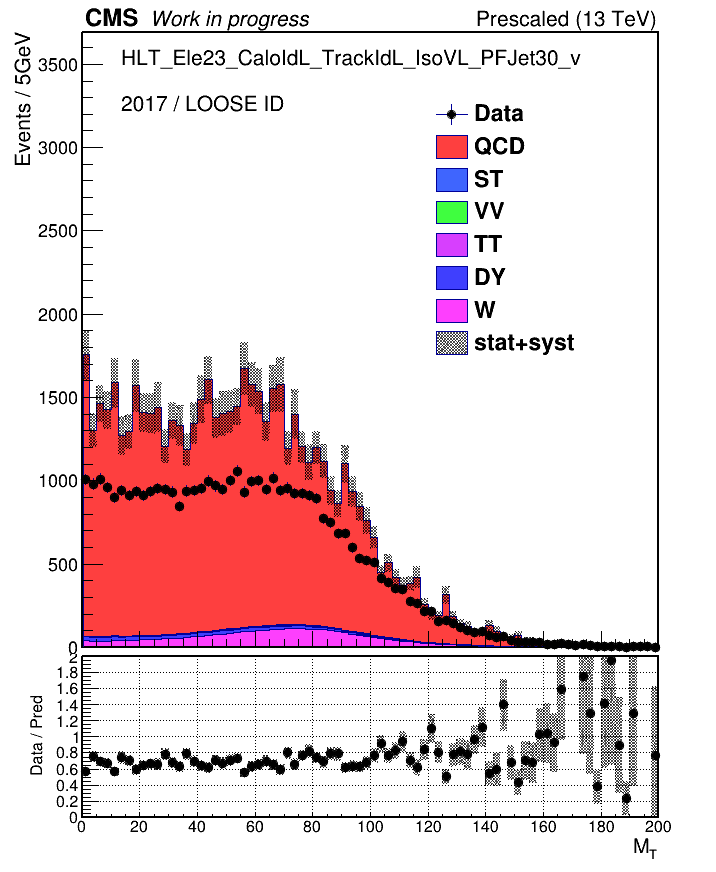 CMS Work in progress Prescaled (13 TeV)
Events / 5GeV
HLT_Ele23_CaloIdL_TrackIdL_IsoVL_PFJet30_v
2017 / LOOSE ID
Data
QCD
ST
VV
TT
DY
W
stat+syst
3500
3000
2500
2000
1500
1000
500
0
Data / Pred
2
1.8
1.6
1.4
1.2
1
0.8
0.6
0.4
0.2
0
0 20 40 60 80 100 120 140 160 180 200
M_T